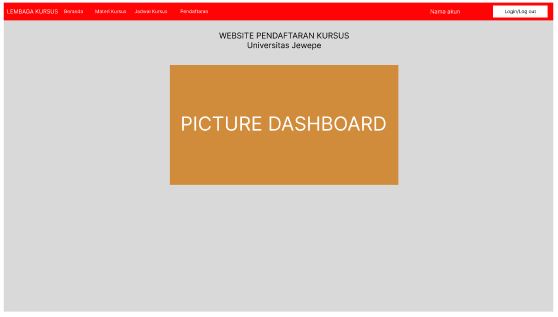 LEMBAGA KURSUS Beranda Materi Kursus Jadwal Kursus Pendaftaran Nama akun Login/Log out
WEBSITE PENDAFTARAN KURSUS
Universitas Jewepe
PICTURE DASHBOARD